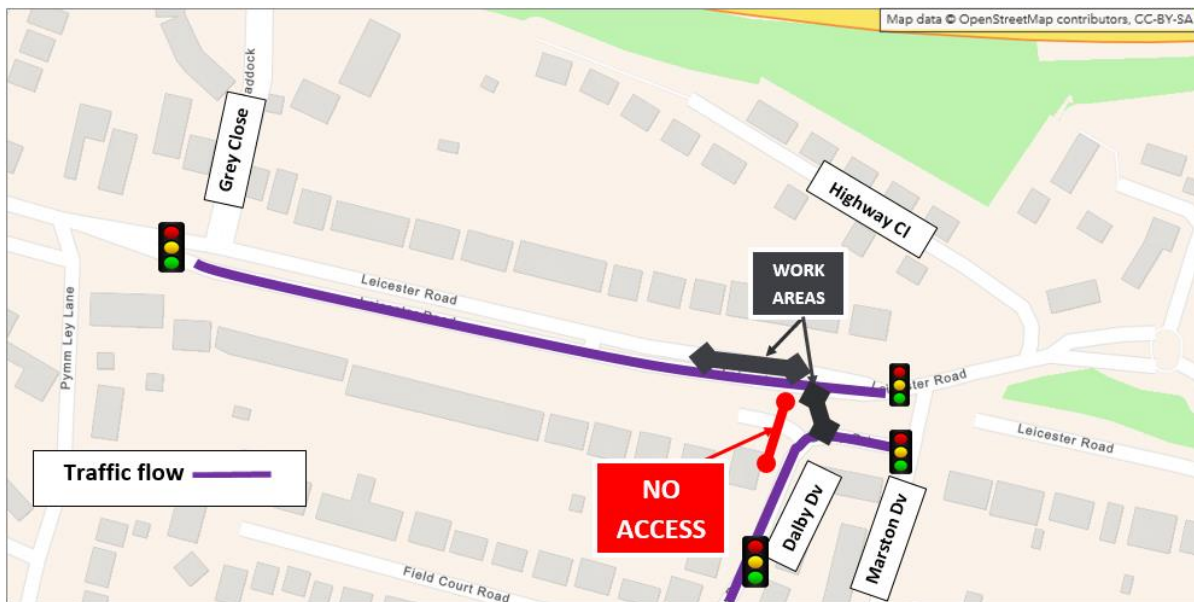 Map data © OpenStreetMap contributors, CC-BY-SA
addock
Grey Close
Highway Cl
WORK
AREAS
Leicester Road
Pymm Ley Lane
Leicester Road
Leicester Road
Traffic flow
NO
ACCESS
Dalby Dv
Marston Dv
Field Court Road